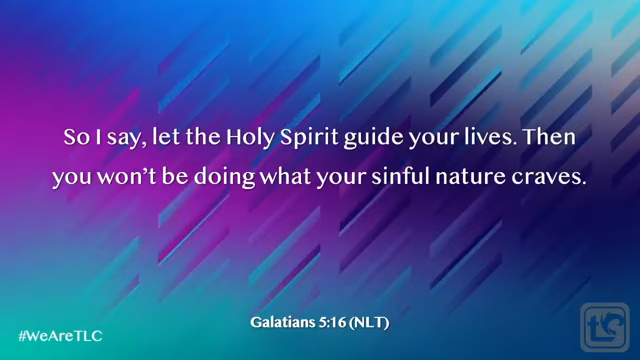 So I say, let the Holy Spirit guide your lives. Then
you won't be doing what your sinful nature craves.
Galatians 5:16 (NLT)
#WeAreTLC